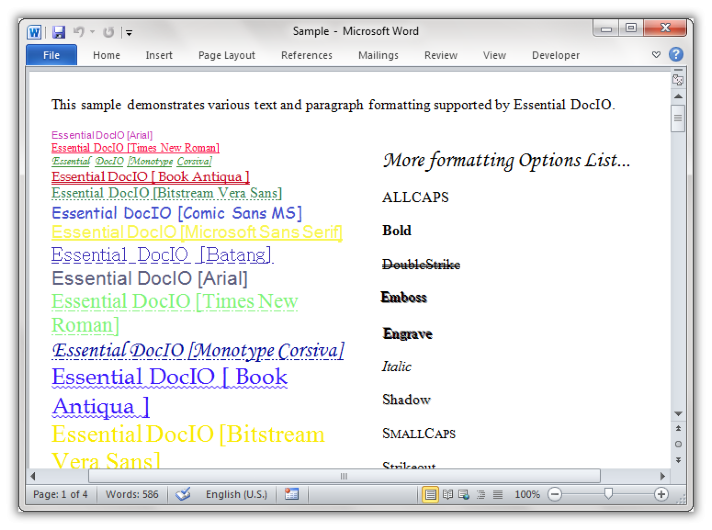 Sample - Microsoft Word
File Home Insert Page Layout References Mailings Review View Developer
This sample demonstrates various text and paragraph formatting supported by Essential DocIO.
Essential DocIO [Arial]
Essential DocIO [Times New Roman]
Essential DocIO [Monotype Corsiva]
Essential DocIO [ Book Antiqua ]
Essential DocIO [Bitstream Vera Sans]
Essential DocIO [Comic Sans MS]
Essential DocIO [Microsoft Sans Serif]
Essential DocIO [Batang]
Essential DocIO [Arial]
Essential DocIO [Times New
Roman]
Essential DocIO [Monotype Corsiva]
Essential DocIO [ Book
Antiqua ]
Essential DocIO [Bitstream
Vera Sans]
More formatting Options List...
ALLCAPS
Bold
DoubleStrike
Emboss
Engrave
Italic
Shadow
SMALLCAPS
Strikeout
Page: 1 of 4 Words: 586 English (U.S.) 100%